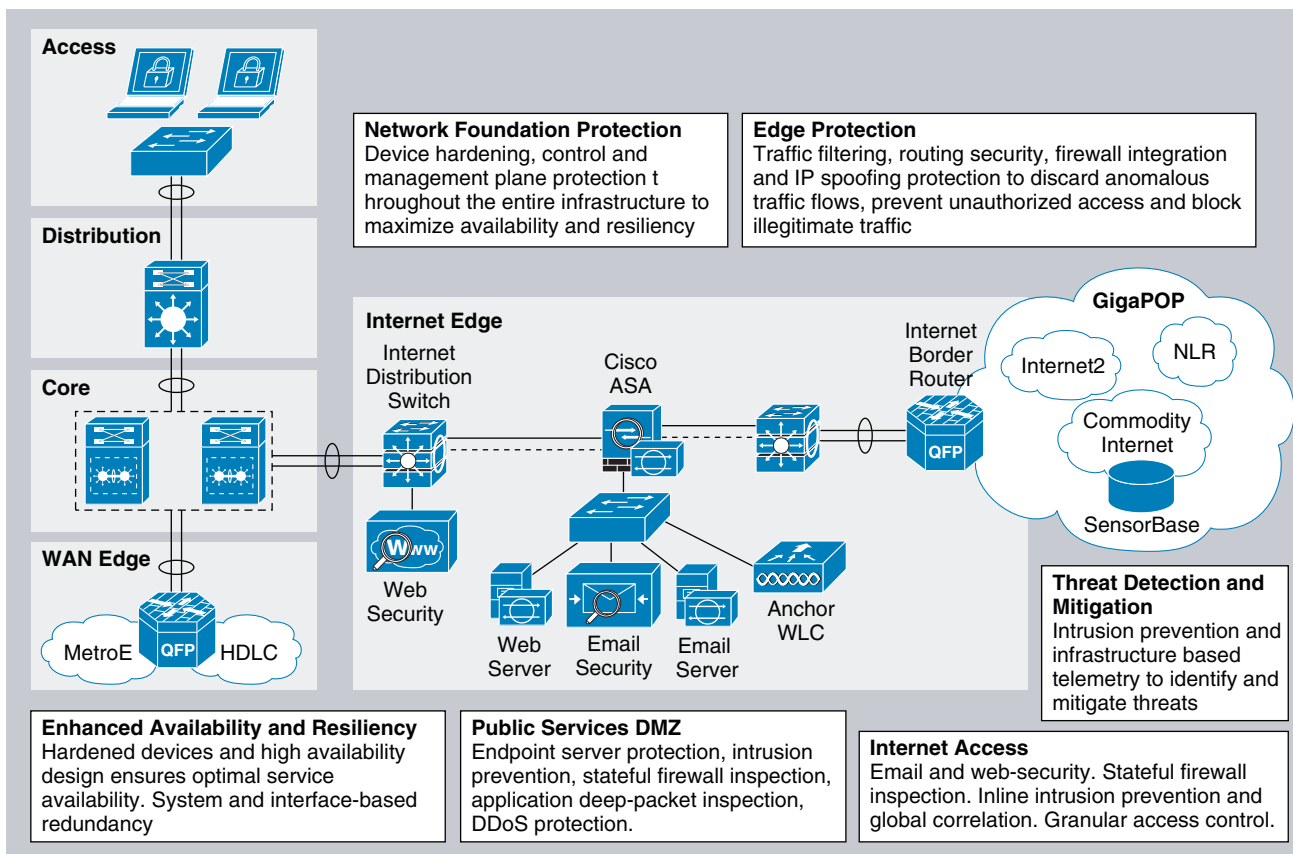 Access
Network Foundation Protection
Device hardening, control and
management plane protection t
hroughout the entire infrastructure to
maximize availability and resiliency
Edge Protection
Traffic filtering, routing security, firewall integration
and IP spoofing protection to discard anomalous
traffic flows, prevent unauthorized access and block
illegitimate traffic
Distribution
Core
WAN Edge
MetroE
QFP
HDLC
Internet Edge
Internet
Distribution
Switch
Cisco
ASA
Internet
Border
Router
QFP
GigaPOP
Internet2
NLR
Commodity
Internet
SensorBase
Www
Web
Security
Web
Server
Email
Security
Email
Server
Anchor
WLC
Threat Detection and
Mitigation
Intrusion prevention and
infrastructure based
telemetry to identify and
mitigate threats
Enhanced Availability and Resiliency
Hardened devices and high availability
design ensures optimal service
availability. System and interface-based
redundancy
Public Services DMZ
Endpoint server protection, intrusion
prevention, stateful firewall inspection,
application deep-packet inspection,
DDoS protection.
Internet Access
Email and web-security. Stateful firewall
inspection. Inline intrusion prevention and
global correlation. Granular access control.